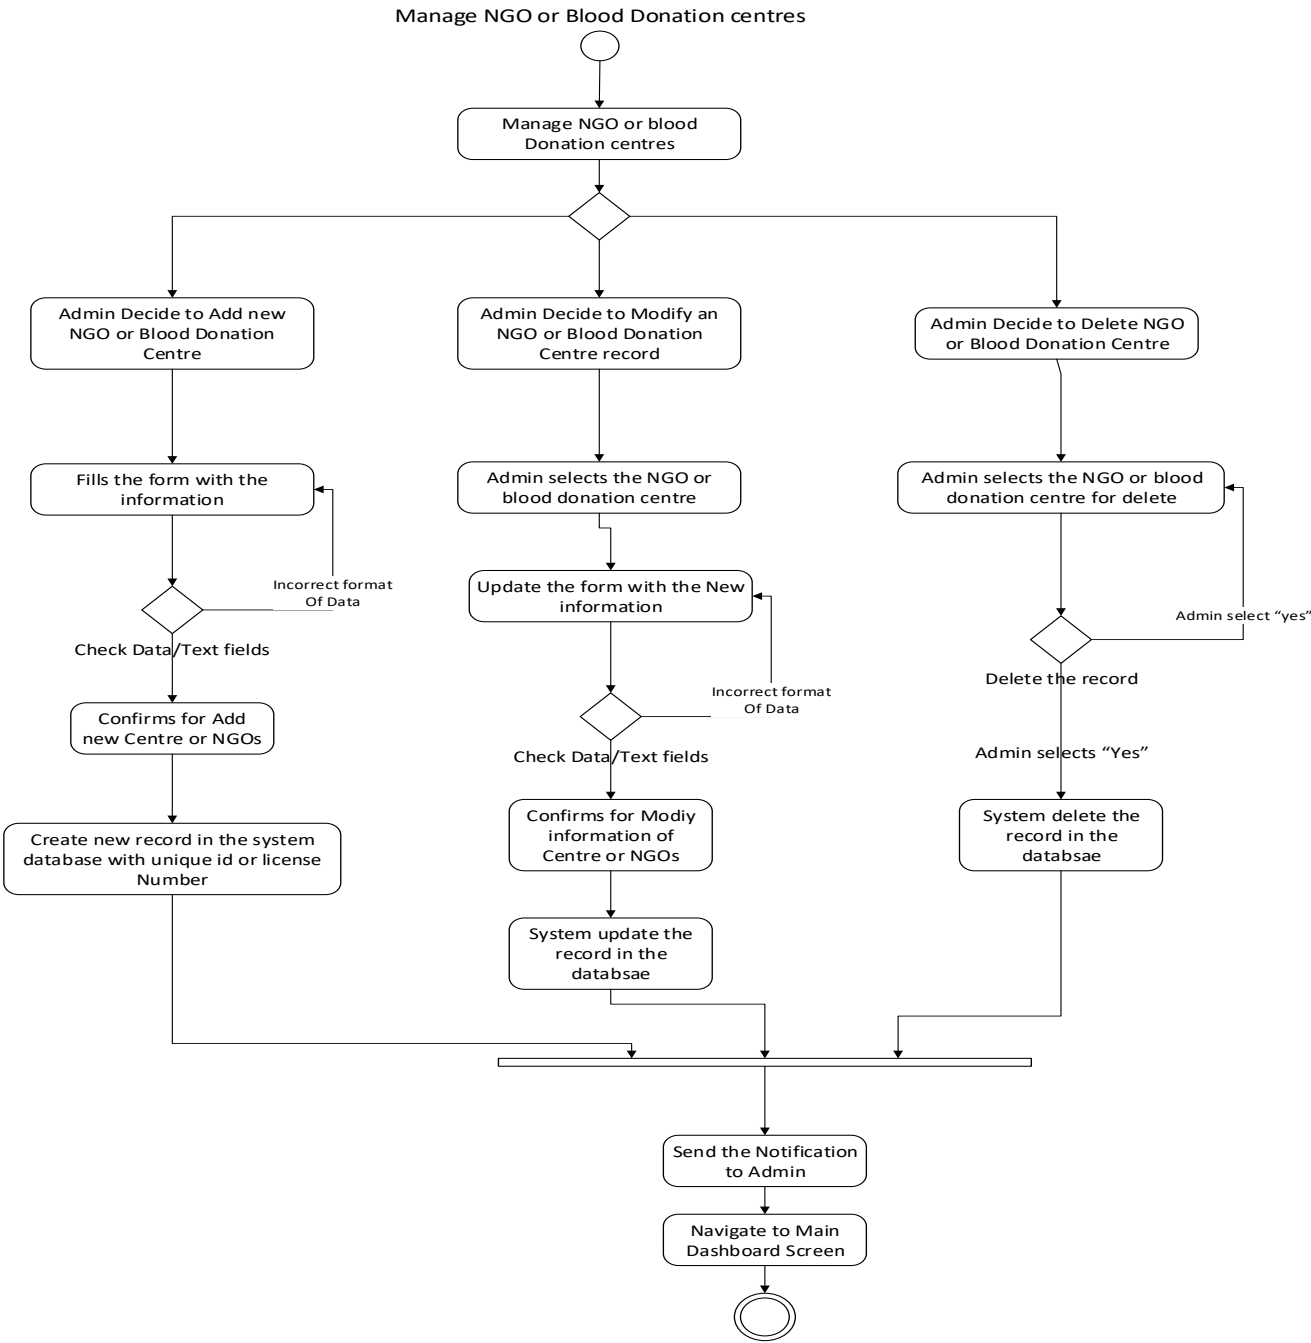 Manage NGO or Blood Donation centres
Manage NGO or blood
Donation centres
Admin Decide to Add new
NGO or Blood Donation
Centre
Admin Decide to Modify an
NGO or Blood Donation
Centre record
Admin Decide to Delete NGO
or Blood Donation Centre
Fills the form with the
information
Admin selects the NGO or
blood donation centre
Admin selects the NGO or blood
donation centre for delete
Incorrect format
Of Data
Update the form with the New
information
Admin select “yes”
Check Data/Text fields
Delete the record
Incorrect format
Of Data
Confirms for Add
new Centre or NGOs
Check Data/Text fields
Admin selects “Yes”
Create new record in the system
database with unique id or license
Number
Confirms for Modiy
information of
Centre or NGOs
System delete the
record in the
databsae
System update the
record in the
databsae
Send the Notification
to Admin
Navigate to Main
Dashboard Screen